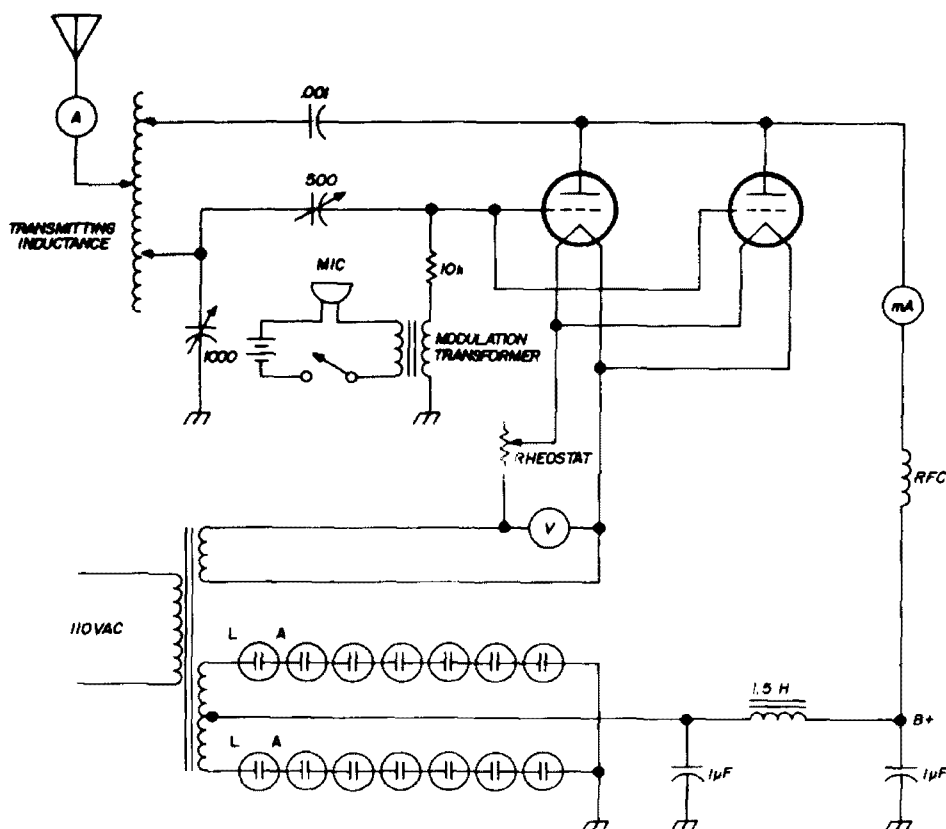 A
.001
500
TRANSMITTING
INDUCTANCE
10k
MIC
mA
1000
MODULATION
TRANSFORMER
RHEOSTAT
RFC
V
110VAC
L A
1.5 H
B+
L A
1µF
1µF